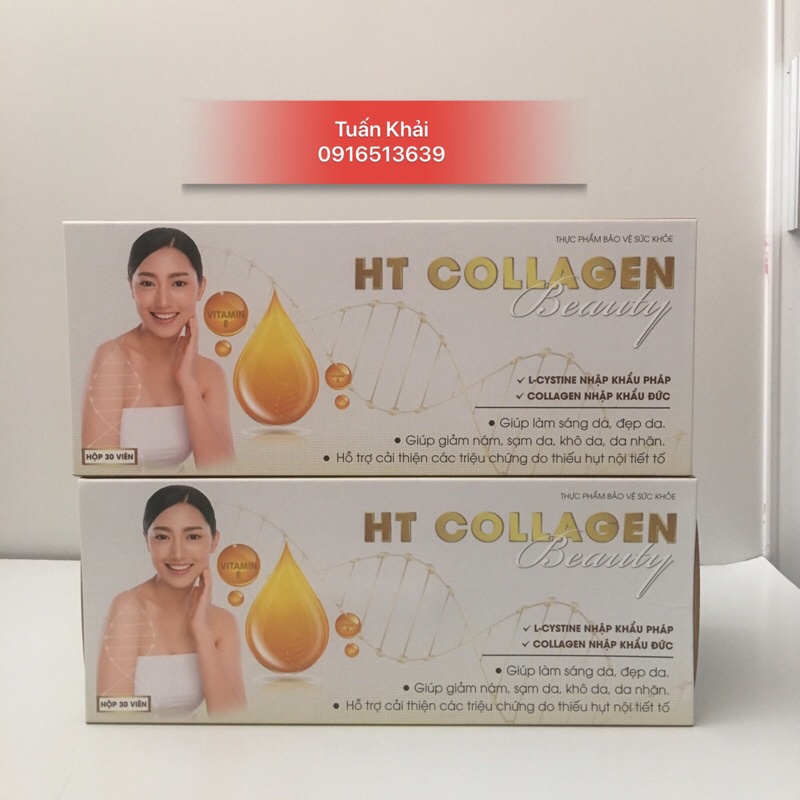 Tuấn Khải
0916513639
THỰC PHẨM BẢO VỆ SỨC KHỎE
HT COLLAGEN
Beauty
VITAMIN E
✓ L-CYSTINE NHẬP KHẨU PHÁP
✓ COLLAGEN NHẬP KHẨU ĐỨC
• Giúp làm sáng da, đẹp da.
• Giúp giảm nám, sạm da, khô da, da nhăn.
• Hỗ trợ cải thiện các triệu chứng do thiếu hụt nội tiết tố
HỘP 30 VIÊN
THỰC PHẨM BẢO VỆ SỨC KHỎE
HT COLLAGEN
Beauty
VITAMIN E
✓ L-CYSTINE NHẬP KHẨU PHÁP
✓ COLLAGEN NHẬP KHẨU ĐỨC
• Giúp làm sáng da, đẹp da.
• Giúp giảm nám, sạm da, khô da, da nhăn.
• Hỗ trợ cải thiện các triệu chứng do thiếu hụt nội tiết tố
HỘP 30 VIÊN